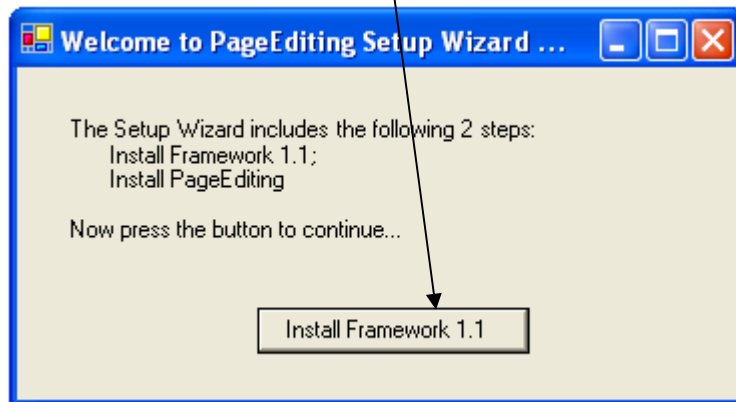 Welcome to PageEditing Setup Wizard ...
The Setup Wizard includes the following 2 steps:
Install Framework 1.1;
Install PageEditing
Now press the button to continue...
Install Framework 1.1